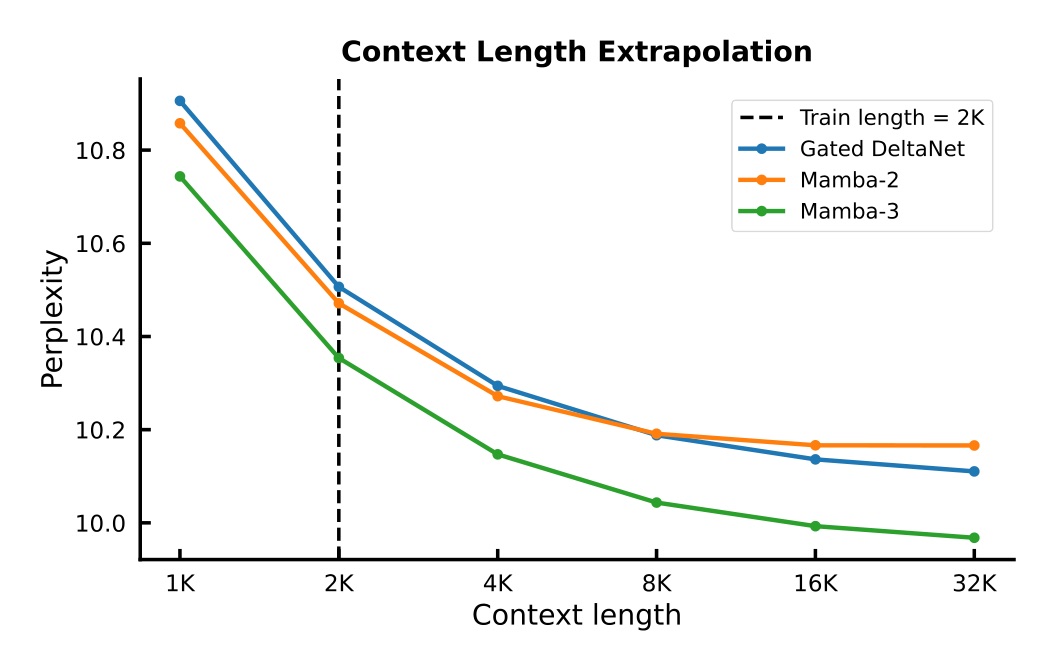 Context Length Extrapolation
Train length = 2K
Gated DeltaNet
Mamba-2
Mamba-3
Perplexity
10.8
10.6
10.4
10.2
10.0
1K 2K 4K 8K 16K 32K
Context length